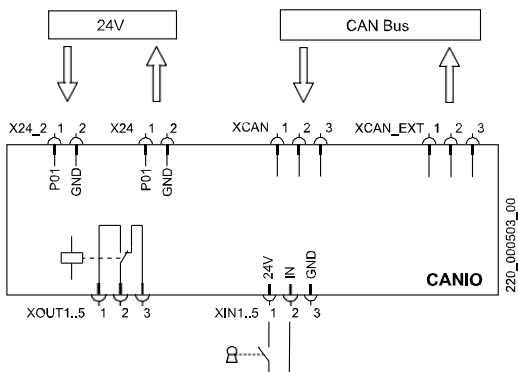 24V
CAN Bus
X24_2 1 2
X24 1 2
XCAN 1 2 3
XCAN_EXT 1 2 3
P01
GND
P01
GND
24V
IN
GND
CANIO
220_000503_00
XOUT1..5 1 2 3
XIN1..5 1 2 3